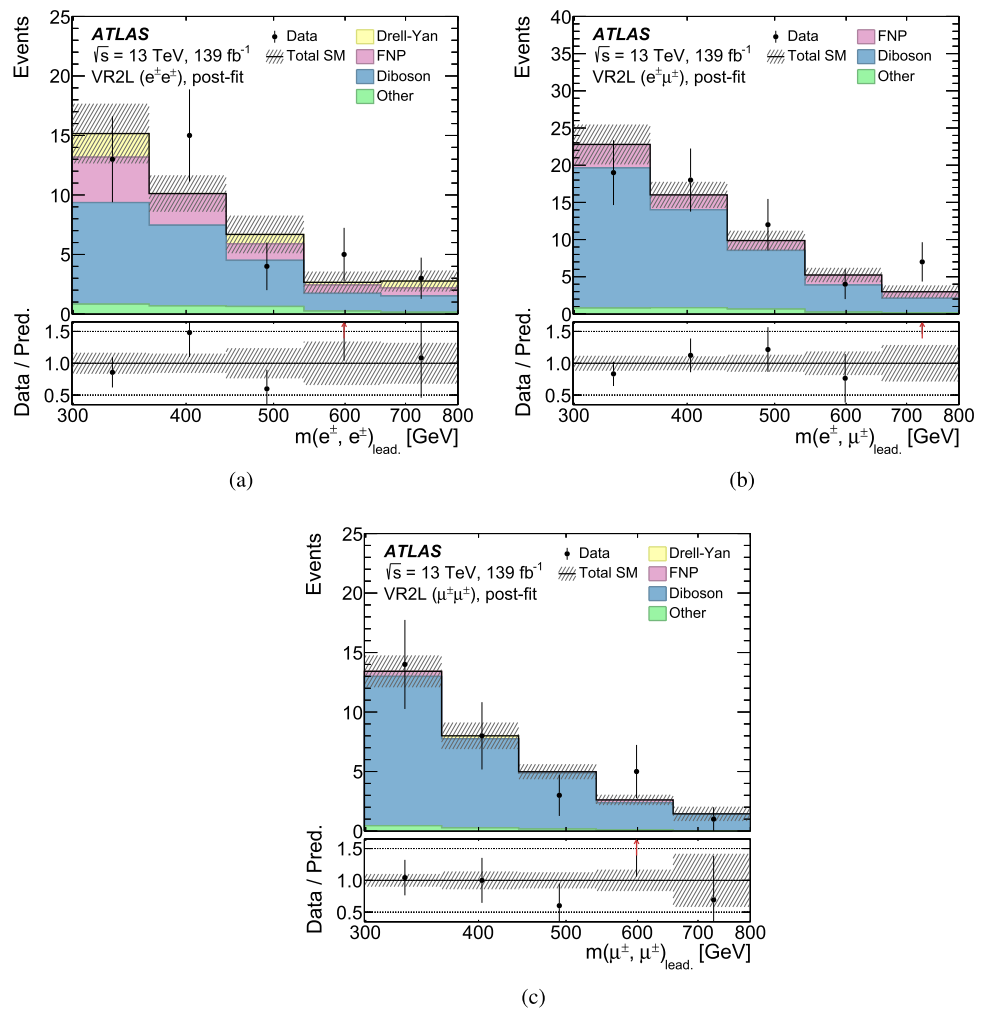 Events
25
20
15
10
5
0
ATLAS
√s = 13 TeV, 139 fb⁻¹
VR2L (e±e±), post-fit
Data
Total SM
Drell-Yan
FNP
Diboson
Other
Data / Pred.
1.5
1.0
0.5
300 400 500 600 700 800
m(e±, e±)lead. [GeV]
(a)
Events
40
35
30
25
20
15
10
5
0
ATLAS
√s = 13 TeV, 139 fb⁻¹
VR2L (e±μ±), post-fit
Data
Total SM
FNP
Diboson
Other
Data / Pred.
1.5
1.0
0.5
300 400 500 600 700 800
m(e±, μ±)lead. [GeV]
(b)
Events
25
20
15
10
5
0
ATLAS
√s = 13 TeV, 139 fb⁻¹
VR2L (μ±μ±), post-fit
Data
Total SM
Drell-Yan
FNP
Diboson
Other
Data / Pred.
1.5
1.0
0.5
300 400 500 600 700 800
m(μ±, μ±)lead. [GeV]
(c)